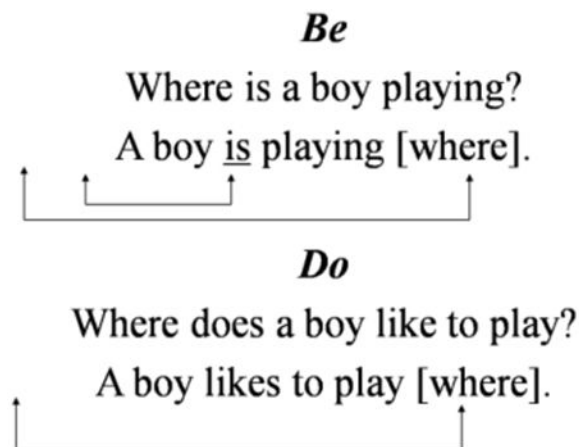 Be
Where is a boy playing?
A boy is playing [where].
Do
Where does a boy like to play?
A boy likes to play [where].